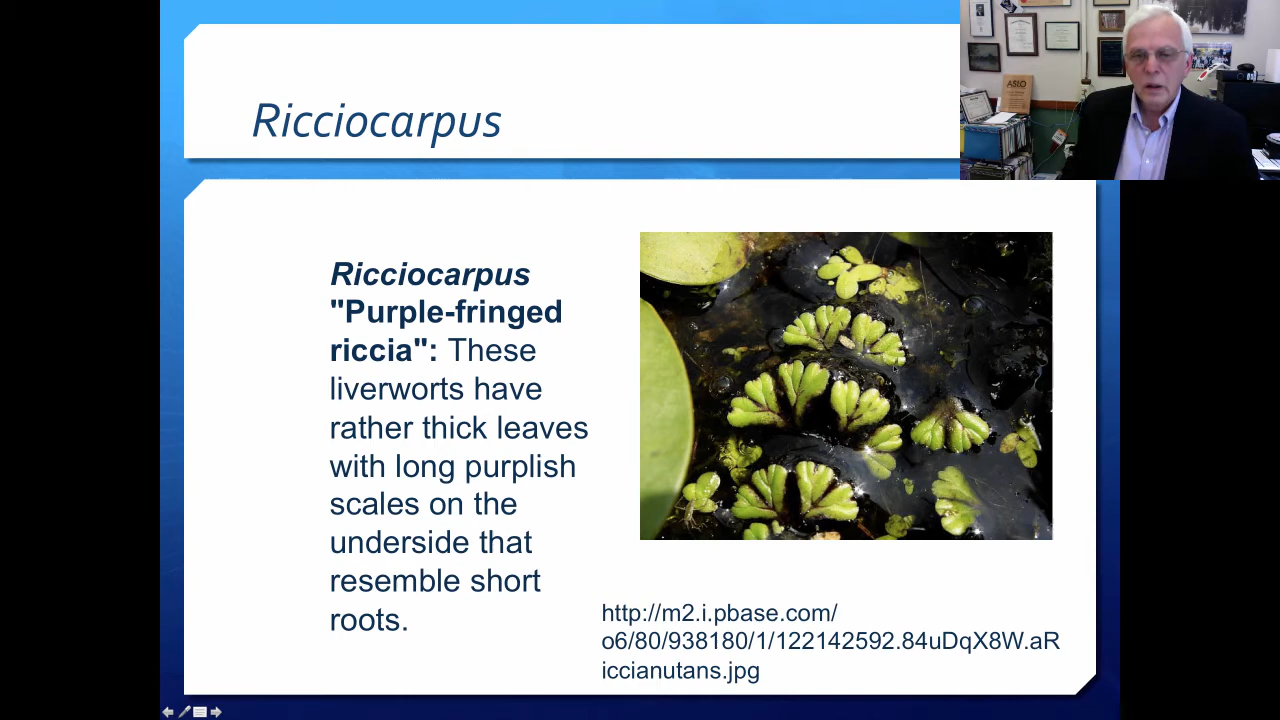 Ricciocarpus
ASLO
Ricciocarpus
"Purple-fringed
riccia": These
liverworts have
rather thick leaves
with long purplish
scales on the
underside that
resemble short
roots.
http://m2.i.pbase.com/
o6/80/938180/1/122142592.84uDqX8W.aR
iccianutans.jpg